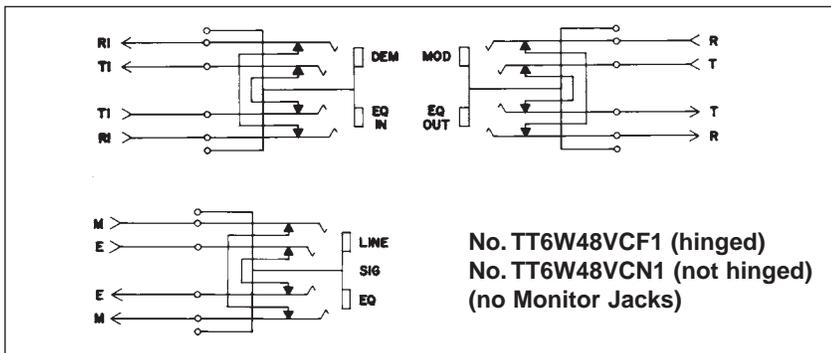 RI
TI
TI
RI
DEM
EQ
IN
MOD
EQ
OUT
R
T
T
R
M
E
E
M
LINE
SIG
EQ
No. TT6W48VCF1 (hinged)
No. TT6W48VCN1 (not hinged)
(no Monitor Jacks)